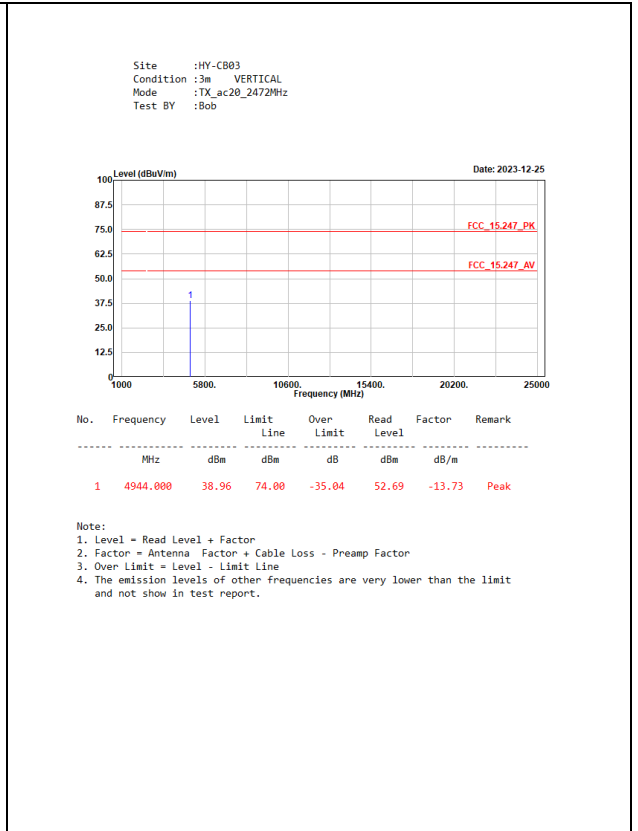 Site :HY-CB03
Condition :3m VERTICAL
Mode :TX_ac20_2472MHz
Test BY :Bob
Level (dBuV/m)
Date: 2023-12-25
100
87.5
75.0
FCC_15.247_PK
62.5
FCC_15.247_AV
50.0
37.5
1
25.0
12.5
0
1000 5800. 10600. 15400. 20200. 25000
Frequency (MHz)
No. Frequency Level Limit Over Read Factor Remark
Line Limit Level
------ ----------- -------- --------- --------- --------- -------- ---------
MHz dBm dBm dB dBm dB/m
1 4944.000 38.96 74.00 -35.04 52.69 -13.73 Peak
Note:
1. Level = Read Level + Factor
2. Factor = Antenna Factor + Cable Loss - Preamp Factor
3. Over Limit = Level - Limit Line
4. The emission levels of other frequencies are very lower than the limit
and not show in test report.